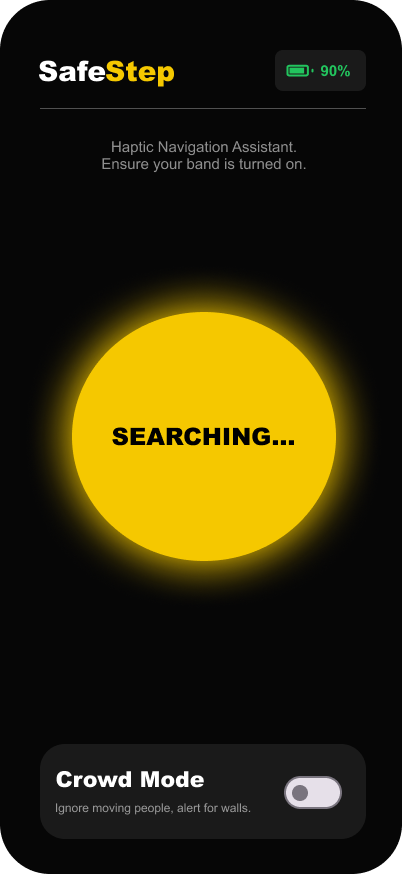 SafeStep
90%
Haptic Navigation Assistant.
Ensure your band is turned on.
SEARCHING...
Crowd Mode
Ignore moving people, alert for walls.